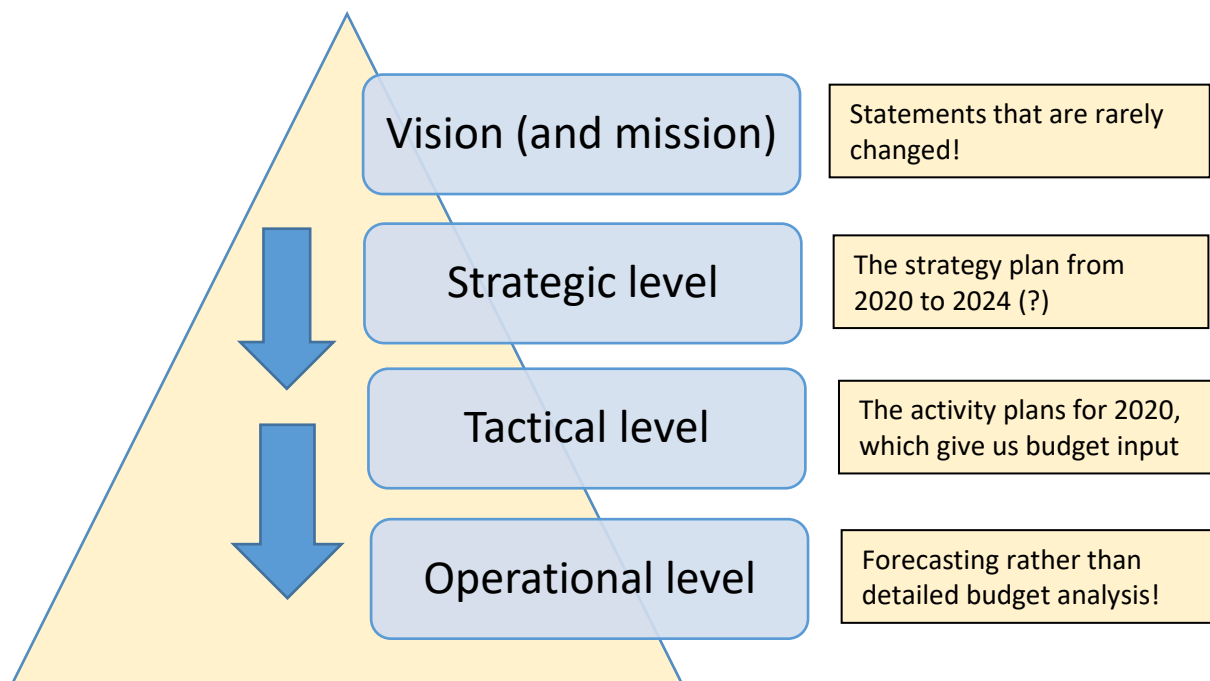 Vision (and mission)
Statements that are rarely
changed!
Strategic level
The strategy plan from
2020 to 2024 (?)
Tactical level
The activity plans for 2020,
which give us budget input
Operational level
Forecasting rather than
detailed budget analysis!